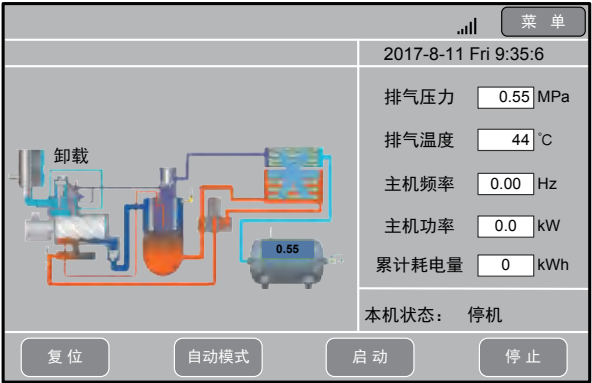 菜 单
2017-8-11 Fri 9:35:6
排气压力 0.55 MPa
排气温度 44 ℃
卸载
主机频率 0.00 Hz
主机功率 0.0 kW
0.55
累计耗电量 0 kWh
本机状态： 停机
复 位 自动模式 启 动 停 止